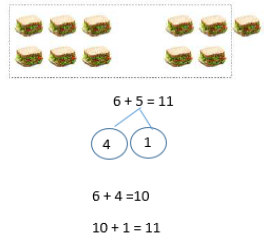 6 + 5 = 11
4 1
6 + 4 =10
10 + 1 = 11